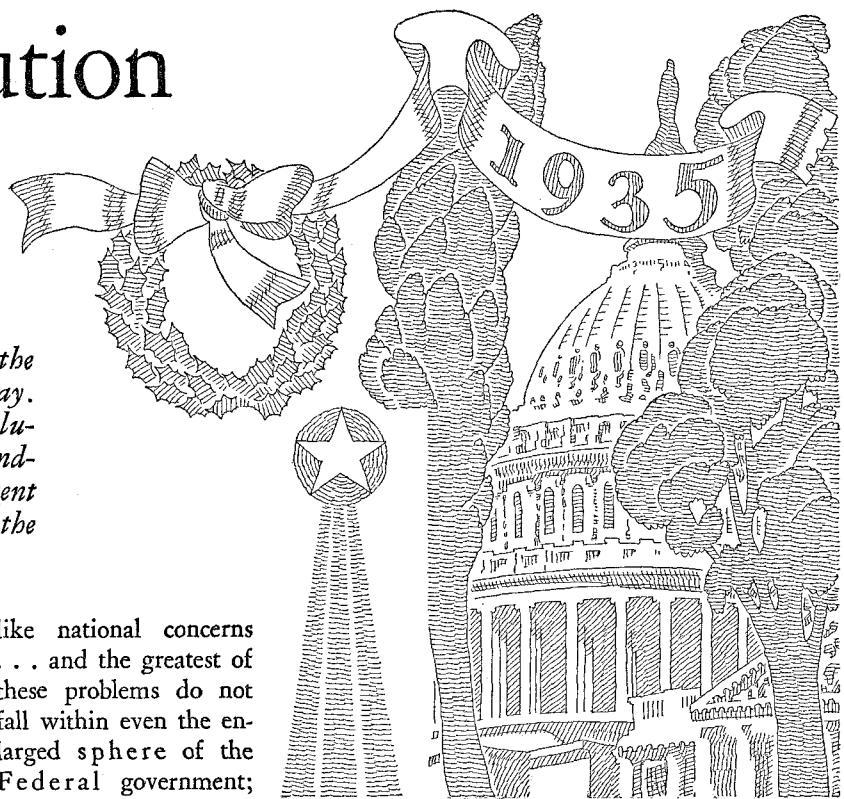 ution
1935
the
ay.
lu-
nd-
ent
the
like national concerns
. . . and the greatest of
these problems do not
fall within even the en-
larged sphere of the
Federal government;